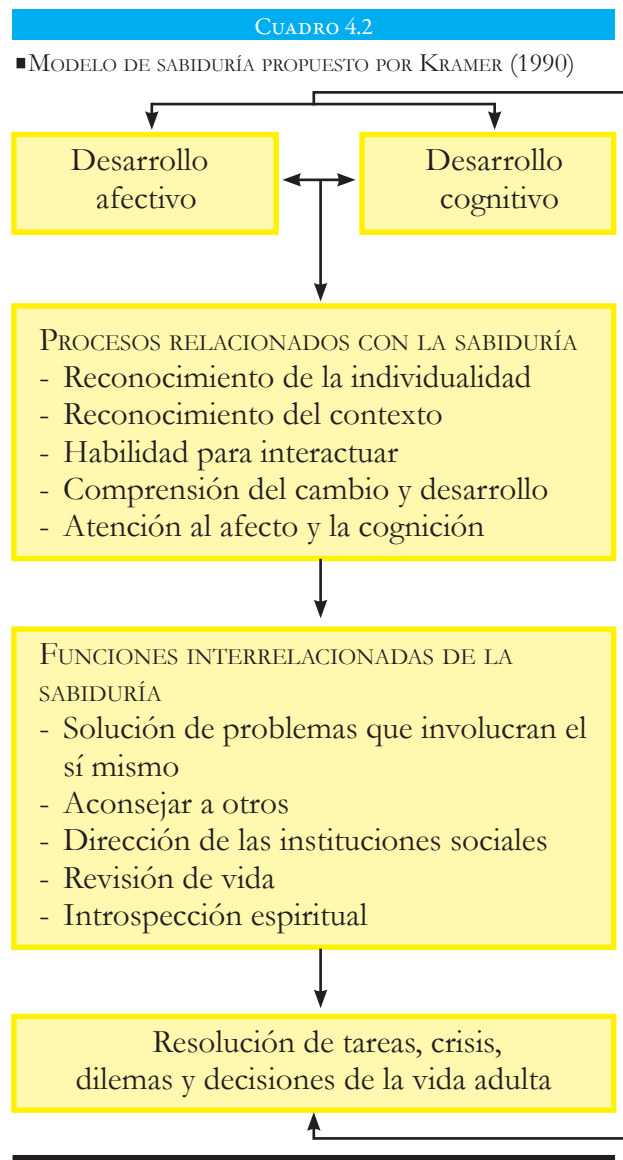 Cuadro 4.2
■Modelo de sabiduría propuesto por Kramer (1990)
Desarrollo
afectivo
Desarrollo
cognitivo
Procesos relacionados con la sabiduría
- Reconocimiento de la individualidad
- Reconocimiento del contexto
- Habilidad para interactuar
- Comprensión del cambio y desarrollo
- Atención al afecto y la cognición
Funciones interrelacionadas de la
sabiduría
- Solución de problemas que involucran el
sí mismo
- Aconsejar a otros
- Dirección de las instituciones sociales
- Revisión de vida
- Introspección espiritual
Resolución de tareas, crisis,
dilemas y decisiones de la vida adulta